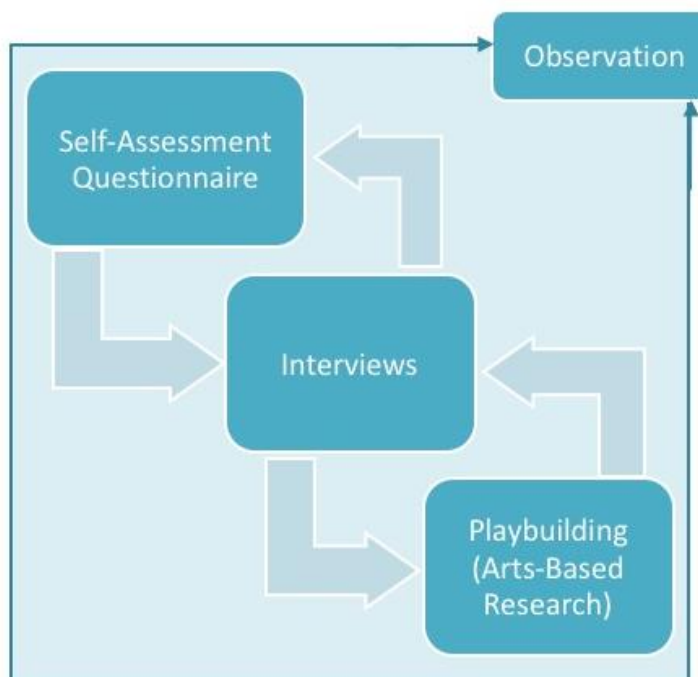 Observation
Self-Assessment
Questionnaire
Interviews
Playbuilding
(Arts-Based
Research)